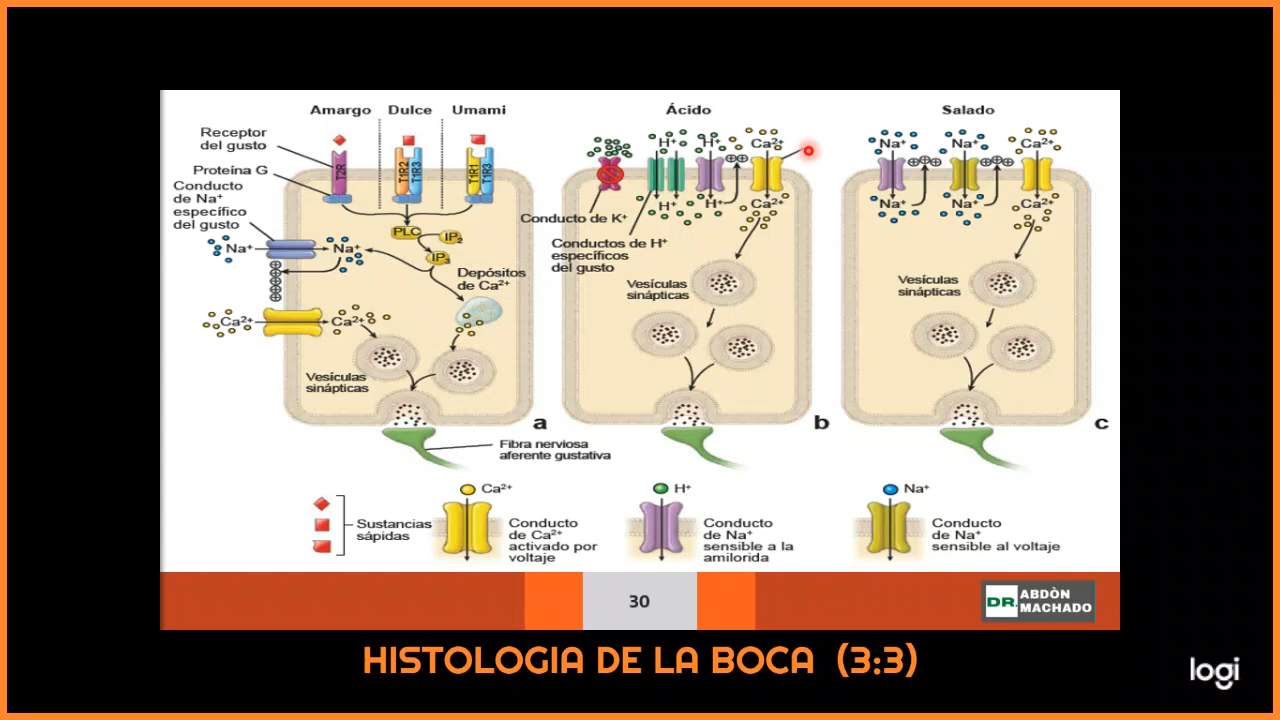 Amargo
Dulce
Umami
Receptor
del gusto
Proteína G
Conducto
de Na⁺
específico
del gusto
T2R
T1R2
T1R3
T1R1
T1R3
PLC
IP₂
IP₃
Na⁺
Na⁺
Depósitos
de Ca²⁺
Ca²⁺
Ca²⁺
Vesículas
sinápticas
a
Fibra nerviosa
aferente gustativa
Ácido
H⁺
H⁺
Ca²⁺
H⁺
H⁺
Ca²⁺
Conducto de K⁺
Conductos de H⁺
específicos
del gusto
Vesículas
sinápticas
b
Salado
Na⁺
Na⁺
Ca²⁺
Na⁺
Na⁺
Ca²⁺
Vesículas
sinápticas
c
Sustancias
sápidas
Ca²⁺
Conducto
de Ca²⁺
activado por
voltaje
H⁺
Conducto
de Na⁺
sensible a la
amilorida
Na⁺
Conducto
de Na⁺
sensible al voltaje
30
DR. ABDÒN
MACHADO
HISTOLOGIA DE LA BOCA (3:3)
logi